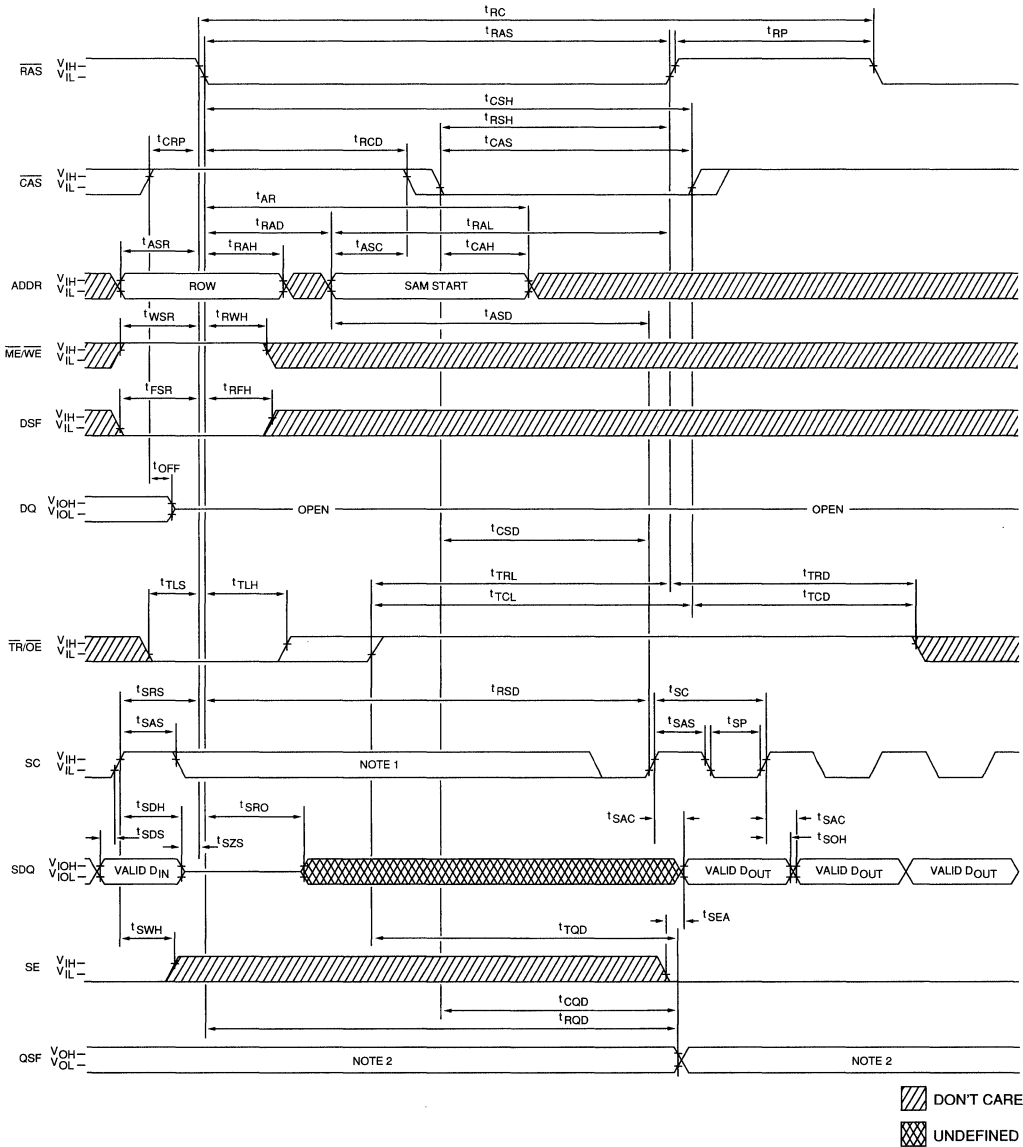 tRC
tRAS
tRP
RAS
VIH
VIL
tCSH
tRSH
tCRP
tRCD
tCAS
CAS
VIH
VIL
tAR
tRAD
tRAL
tASR
tRAH
tASC
tCAH
ADDR
VIH
VIL
ROW
SAM START
tWSR
tRWH
tASD
ME/WE
VIH
VIL
tFSR
tRFH
DSF
VIH
VIL
tOFF
DQ
VIOH
VIOL
OPEN
OPEN
tCSD
tTRL
tTRD
tTLS
tTLH
tTCL
tTCD
TR/OE
VIH
VIL
tSRS
tRSD
tSC
tSAS
tSAS
tSP
SC
VIH
VIL
NOTE 1
tSDH
tSRO
tSDS
tSZS
tSAC
tSAC
tSOH
SDQ
VIOH
VIOL
VALID DIN
VALID DOUT
VALID DOUT
VALID DOUT
tSEA
tSWH
tTQD
SE
VIH
VIL
tCQD
tRQD
QSF
VOH
VOL
NOTE 2
NOTE 2
DON'T CARE
UNDEFINED